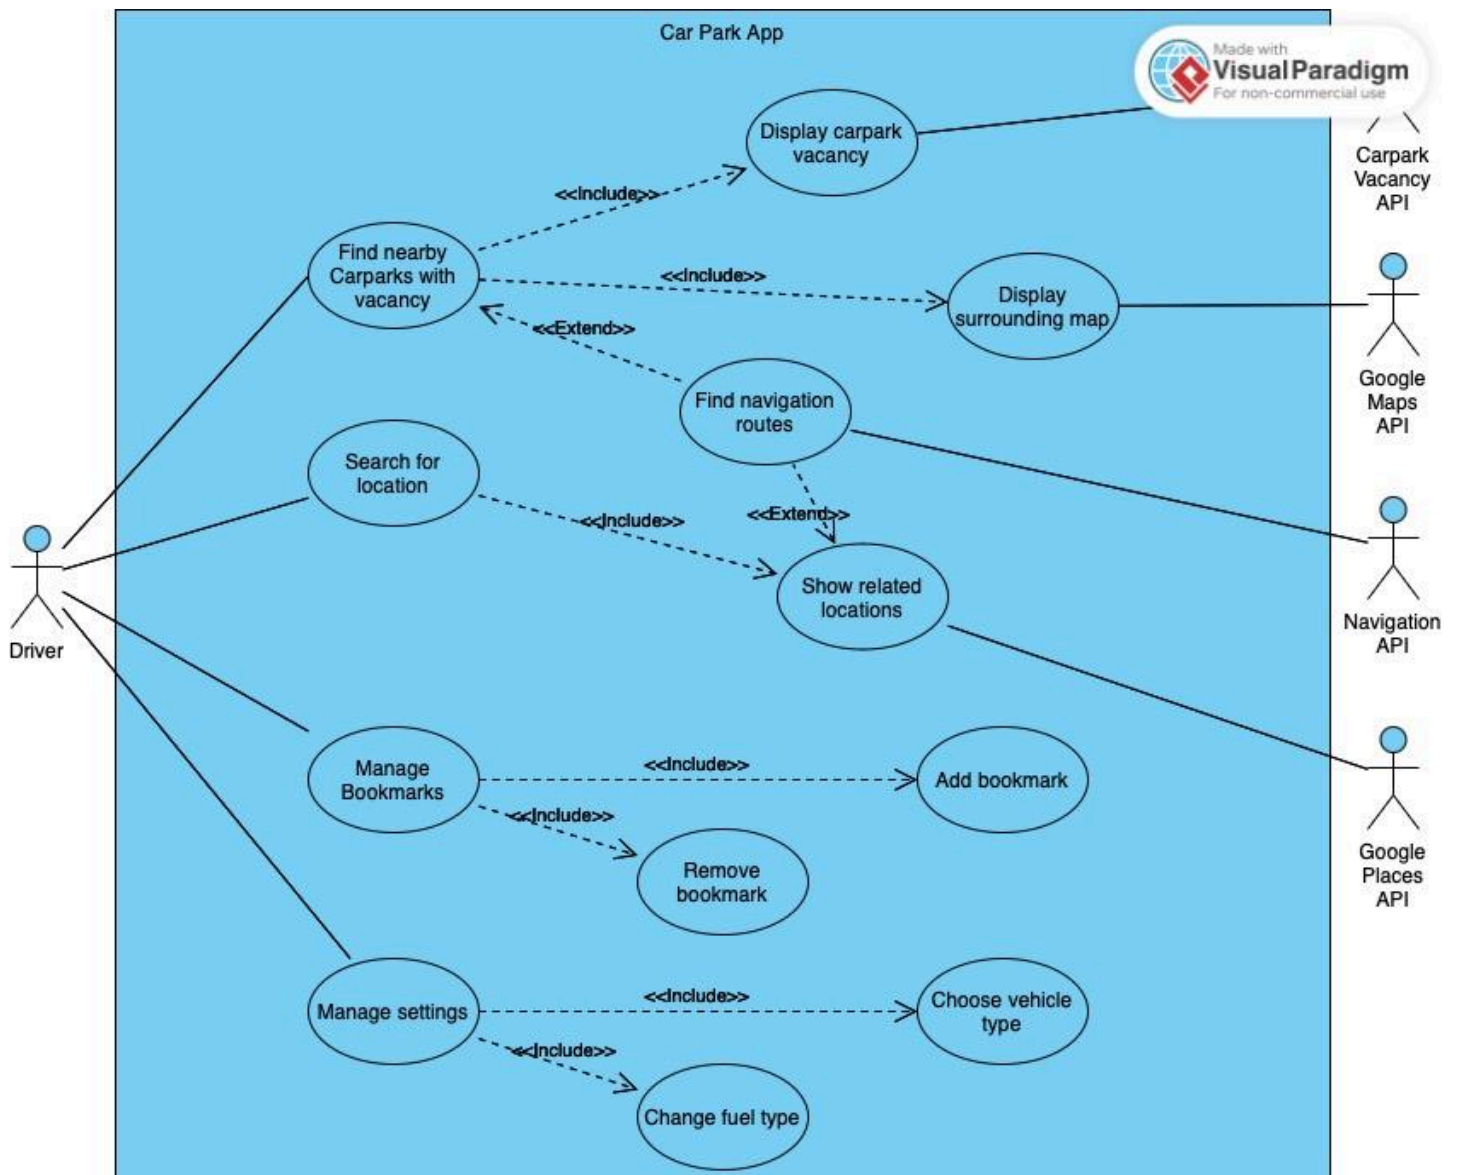 Car Park App
Made with
Visual Paradigm
For non-commercial use
Display carpark
vacancy
Carpark
Vacancy
API
<<Include>>
Find nearby
Carparks with
vacancy
<<Include>>
Display
surrounding map
<<Extend>>
Google
Maps
API
Find navigation
routes
Search for
location
<<Include>>
<<Extend>>
Show related
locations
Driver
Navigation
API
Manage
Bookmarks
<<Include>>
Add bookmark
<<Include>>
Remove
bookmark
Google
Places
API
Manage settings
<<Include>>
Choose vehicle
type
<<Include>>
Change fuel type